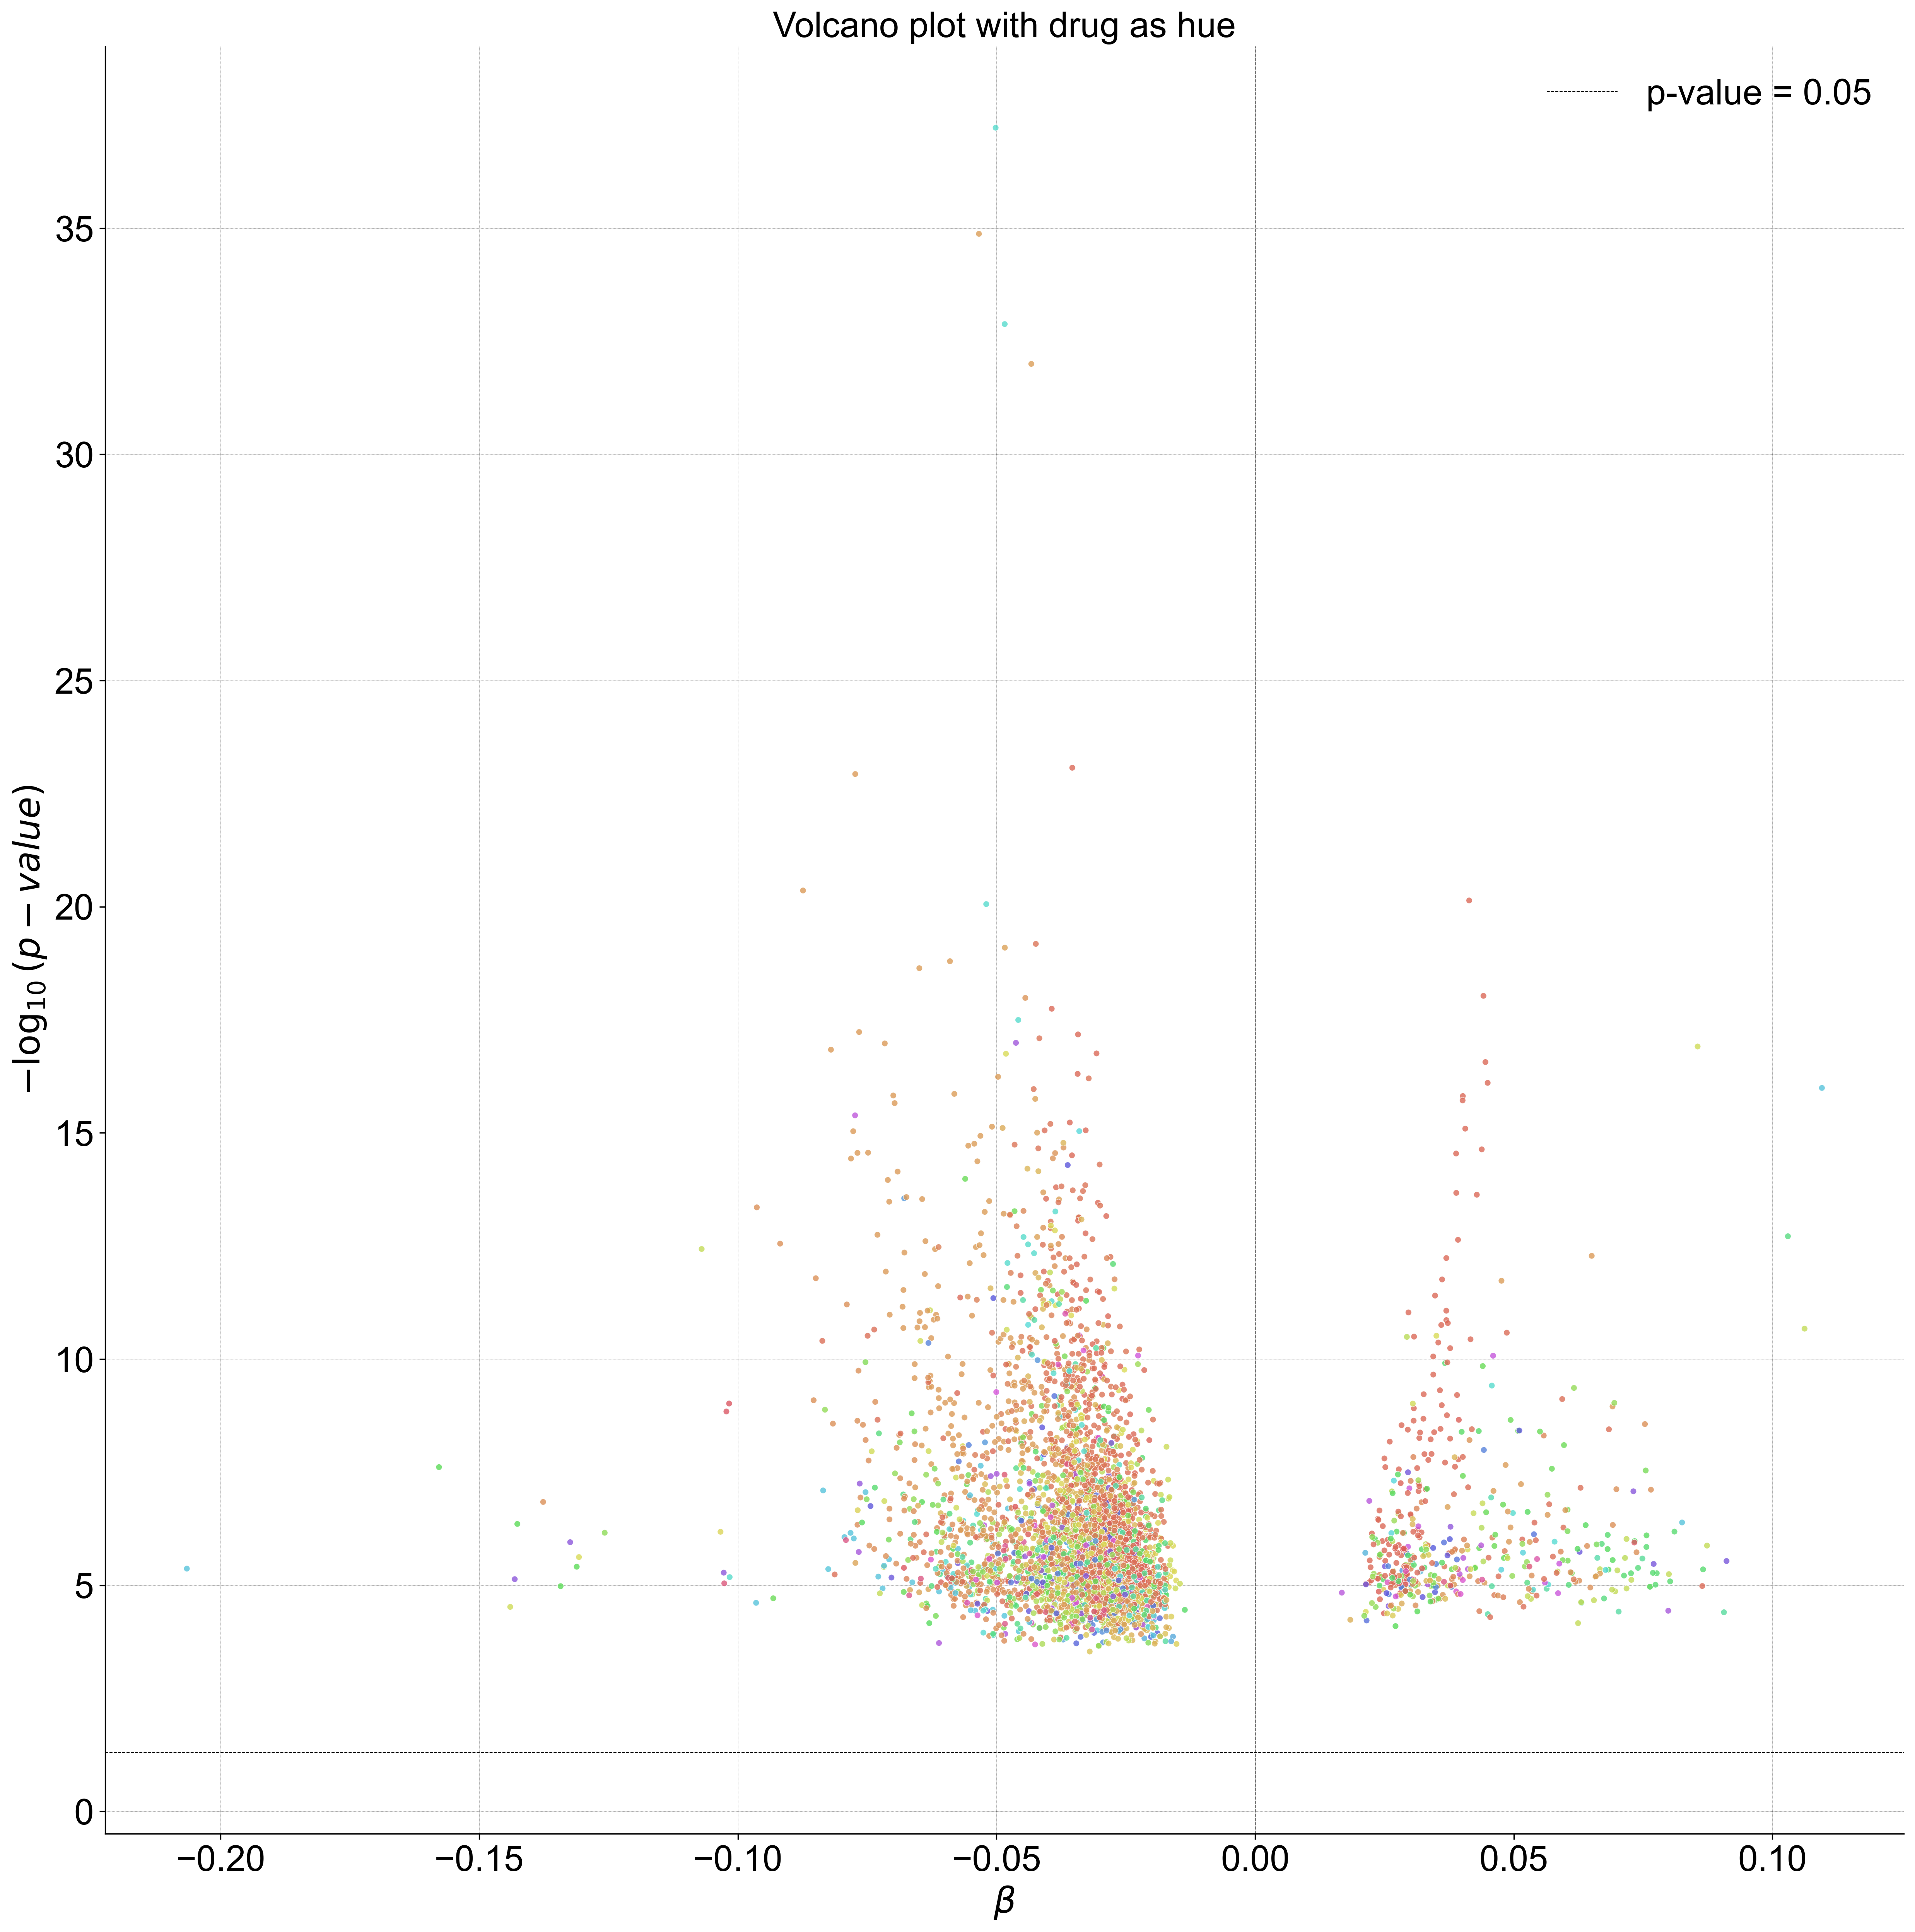 Volcano plot with drug as hue
p-value = 0.05
35
30
25
20
15
10
5
0
−log₁₀(p − value)
−0.20 −0.15 −0.10 −0.05 0.00 0.05 0.10
β